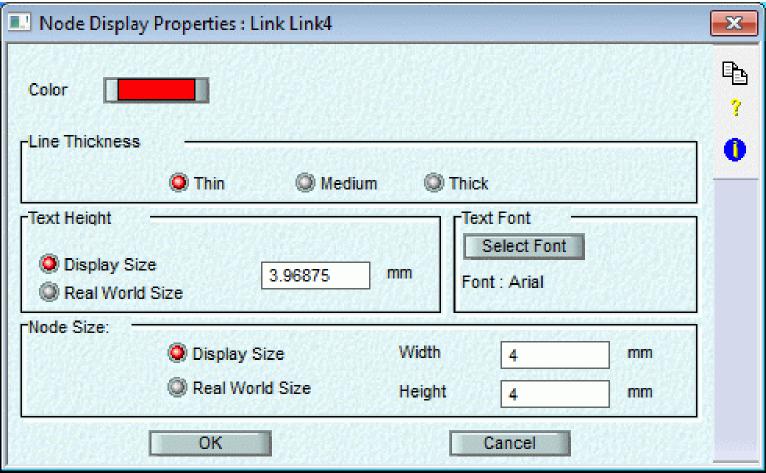 Node Display Properties : Link Link4
Color
?
i
Line Thickness
Thin Medium Thick
Text Height
Display Size
Real World Size
3.96875 mm
Text Font
Select Font
Font : Arial
Node Size:
Display Size Width 4 mm
Real World Size Height 4 mm
OK Cancel